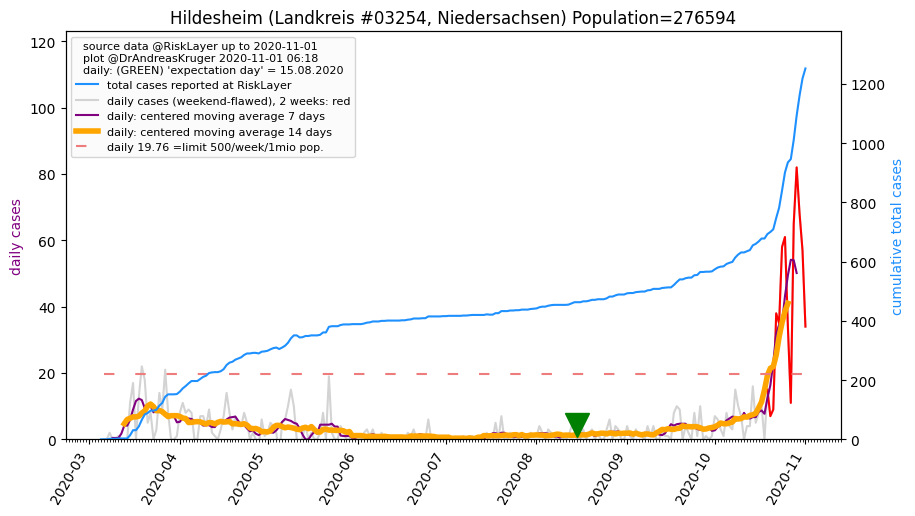 Hildesheim (Landkreis #03254, Niedersachsen) Population=276594
source data @RiskLayer up to 2020-11-01
plot @DrAndreasKruger 2020-11-01 06:18
daily: (GREEN) 'expectation day' = 15.08.2020
total cases reported at RiskLayer
daily cases (weekend-flawed), 2 weeks: red
daily: centered moving average 7 days
daily: centered moving average 14 days
daily 19.76 =limit 500/week/1mio pop.
daily cases
120
100
80
60
40
20
0
cumulative total cases
1200
1000
800
600
400
200
0
2020-03
2020-04
2020-05
2020-06
2020-07
2020-08
2020-09
2020-10
2020-11